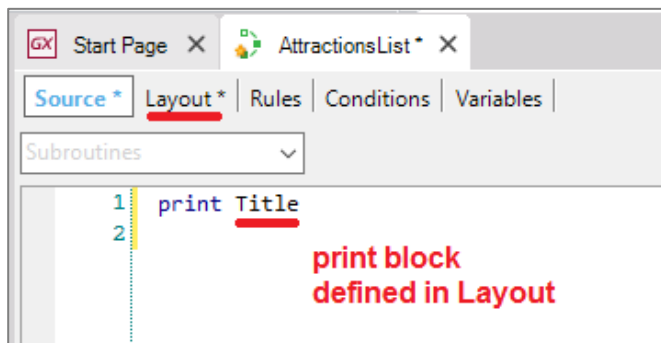 GX Start Page X AttractionsList * X
Source * Layout * Rules Conditions Variables
Subroutines
1 print Title
2
print block
defined in Layout